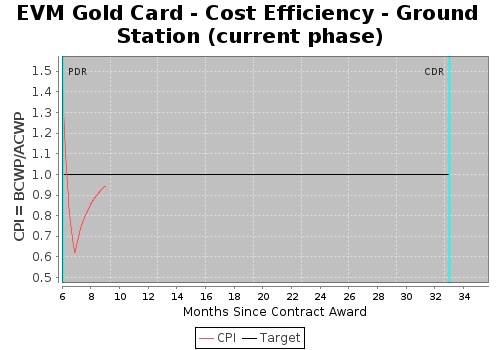 EVM Gold Card - Cost Efficiency - Ground
Station (current phase)
PDR
CDR
1.5
1.4
1.3
1.2
1.1
1.0
0.9
0.8
0.7
0.6
0.5
CPI = BCWP/ACWP
6 8 10 12 14 16 18 20 22 24 26 28 30 32 34
Months Since Contract Award
CPI Target